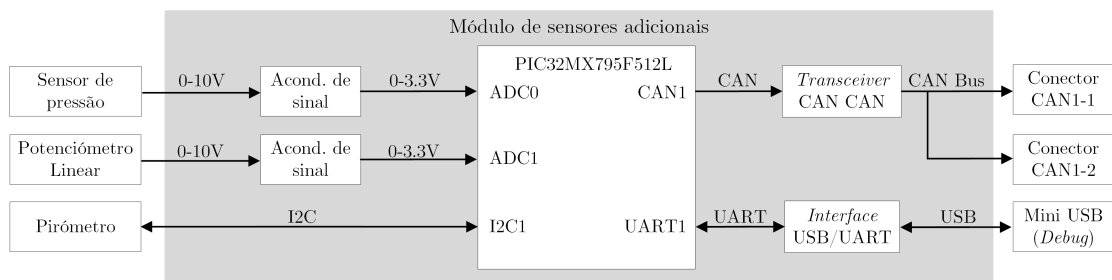 Módulo de sensores adicionais
PIC32MX795F512L
Sensor de
pressão
0-10V
Acond. de
sinal
0-3.3V
ADC0
CAN1
CAN
Transceiver
CAN CAN
CAN Bus
Conector
CAN1-1
Potenciómetro
Linear
0-10V
Acond. de
sinal
0-3.3V
ADC1
Conector
CAN1-2
Pirómetro
I2C
I2C1
UART1
UART
Interface
USB/UART
USB
Mini USB
(Debug)